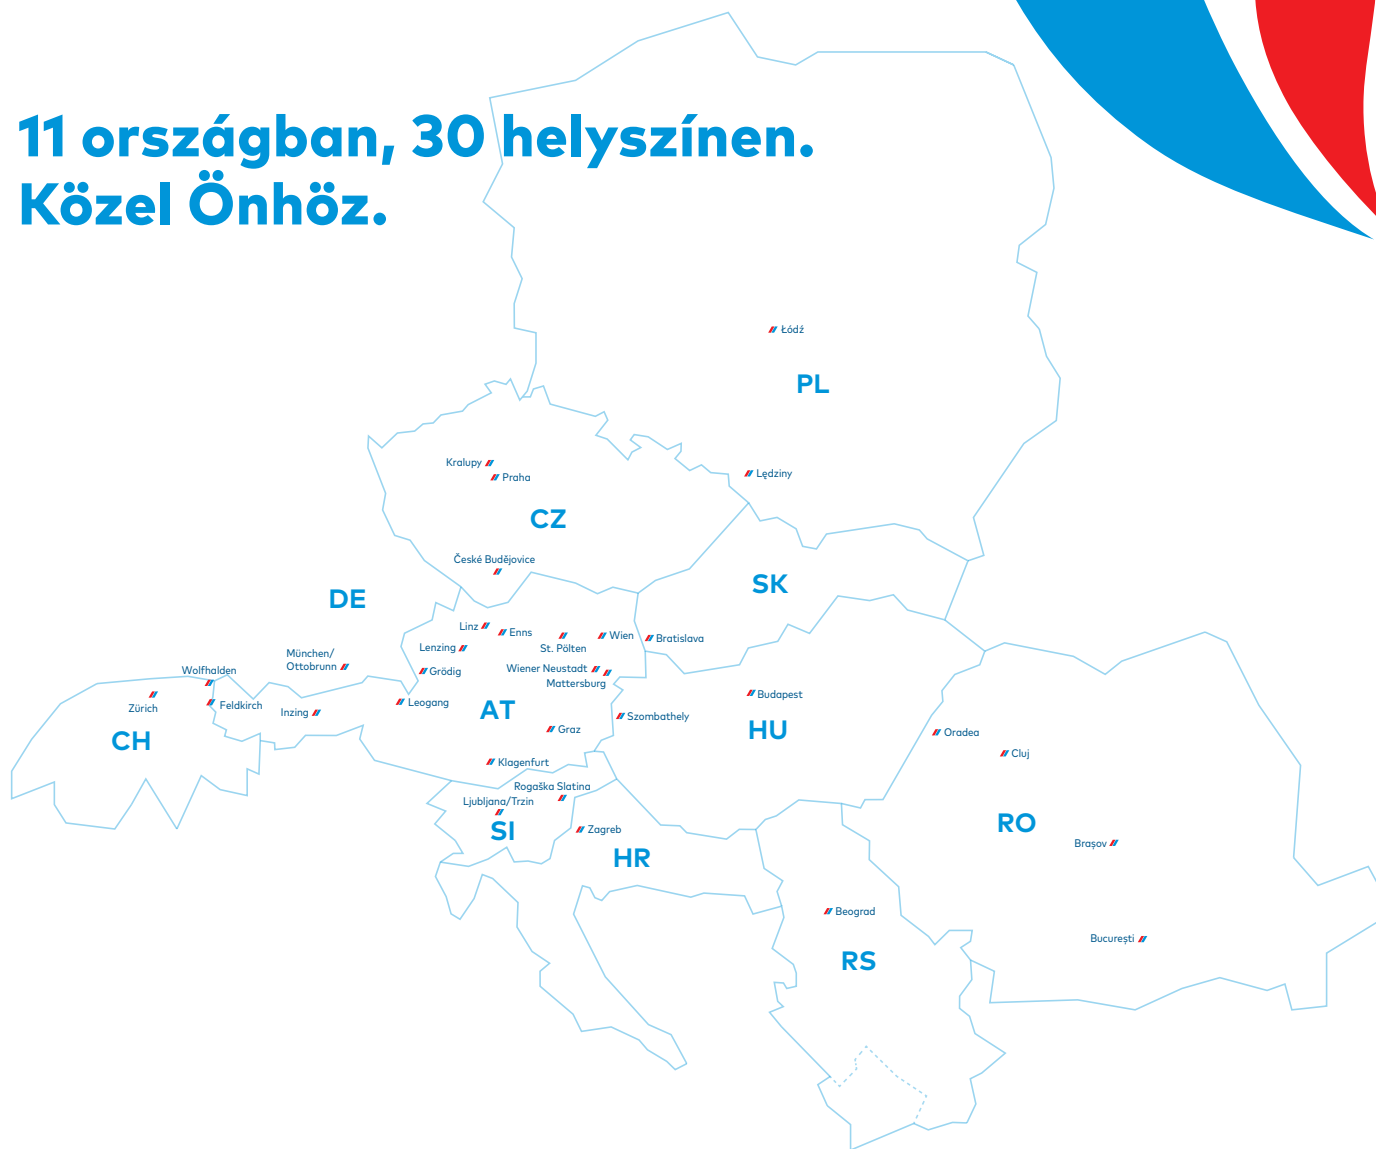 11 országban, 30 helyszínen.
Közel Önhöz.
Łódź
PL
Kralupy
Lędziny
Praha
CZ
České Budějovice
SK
DE
Linz
Enns
Wien
Bratislava
St. Pölten
Lenzing
München/
Ottobrunn
Wolfhalden
Grödig
Wiener Neustadt
Mattersburg
Zürich
Feldkirch
Inzing
Leogang
AT
Budapest
Szombathely
CH
Graz
HU
Oradea
Cluj
Klagenfurt
Rogaška Slatina
Ljubljana/Trzin
SI
Zagreb
HR
RO
Brașov
Beograd
București
RS